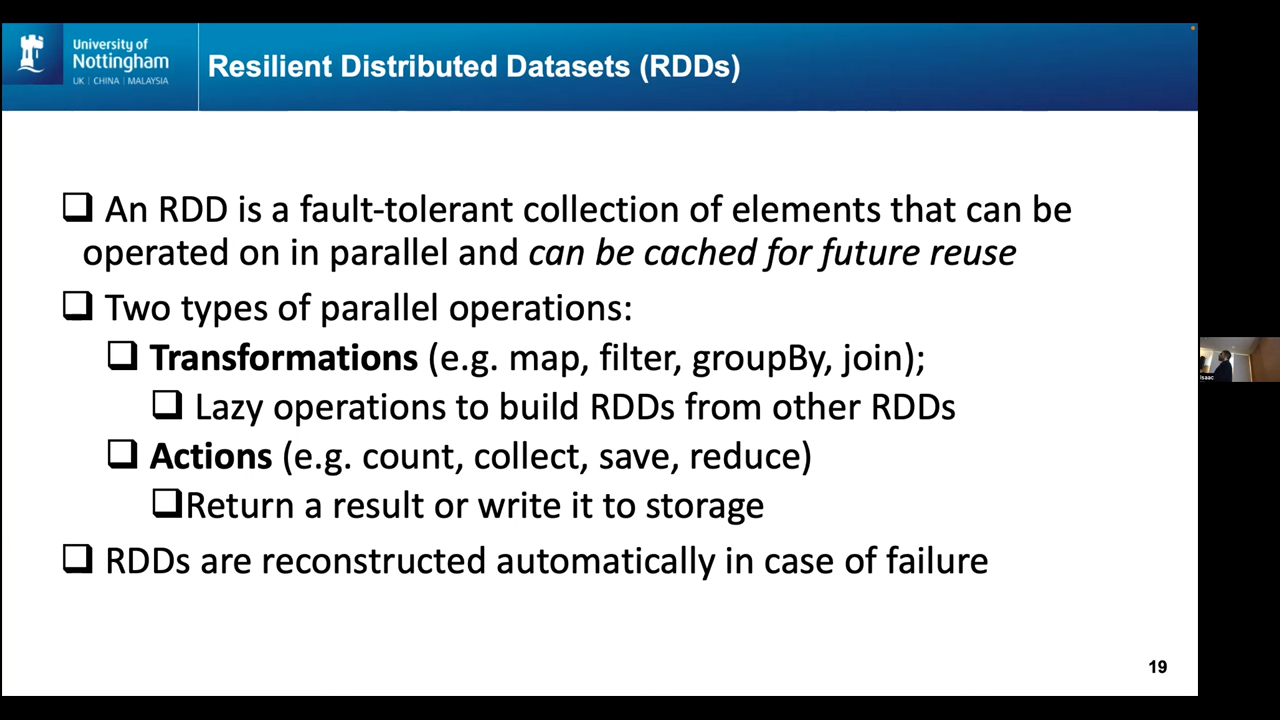 University of
Nottingham
UK | CHINA | MALAYSIA
Resilient Distributed Datasets (RDDs)
An RDD is a fault-tolerant collection of elements that can be
operated on in parallel and can be cached for future reuse
Two types of parallel operations:
Transformations (e.g. map, filter, groupBy, join);
Lazy operations to build RDDs from other RDDs
Actions (e.g. count, collect, save, reduce)
Return a result or write it to storage
RDDs are reconstructed automatically in case of failure
19
Isaac